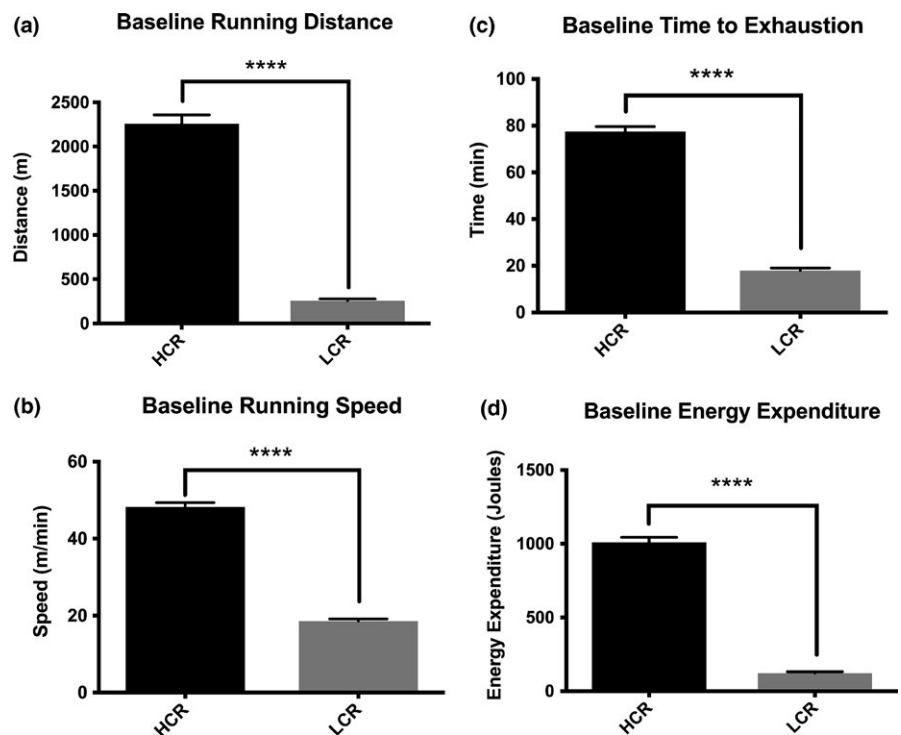 (a)
Baseline Running Distance
****
Distance (m)
2500
2000
1500
1000
500
0
HCR
LCR
(c)
Baseline Time to Exhaustion
****
Time (min)
100
80
60
40
20
0
HCR
LCR
(b)
Baseline Running Speed
****
Speed (m/min)
60
40
20
0
HCR
LCR
(d)
Baseline Energy Expenditure
****
Energy Expenditure (Joules)
1500
1000
500
0
HCR
LCR